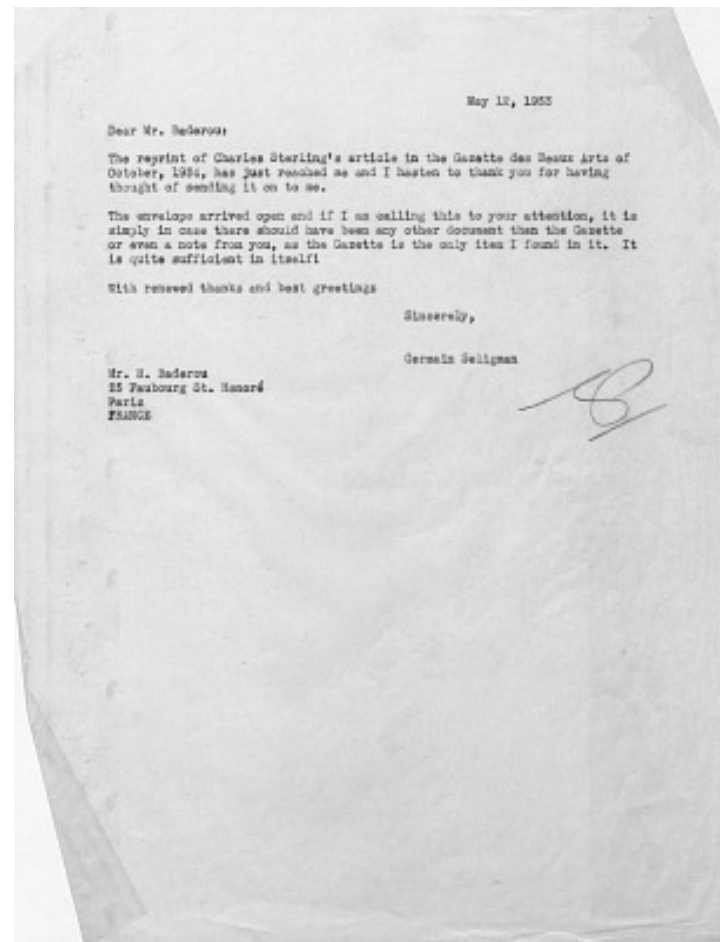 May 12, 1953
Dear Mr. Baderou:
The reprint of Charles Sterling's article in the Gazette des Beaux Arts of
October, 1934, has just reached me and I hasten to thank you for having
thought of sending it on to me.
The envelope arrived open and if I am calling this to your attention, it is
simply in case there should have been any other document than the Gazette
or even a note from you, as the Gazette is the only item I found in it. It
is quite sufficient in itself!
With renewed thanks and best greetings
Sincerely,
Germain Seligman
Mr. H. Baderou
25 Faubourg St. Honoré
Paris
FRANCE